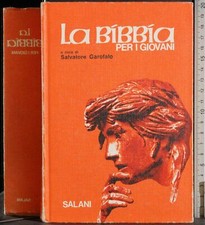 LA BIBBIA
PER I GIOVANI
a cura di
Salvatore Garofalo
SALANI